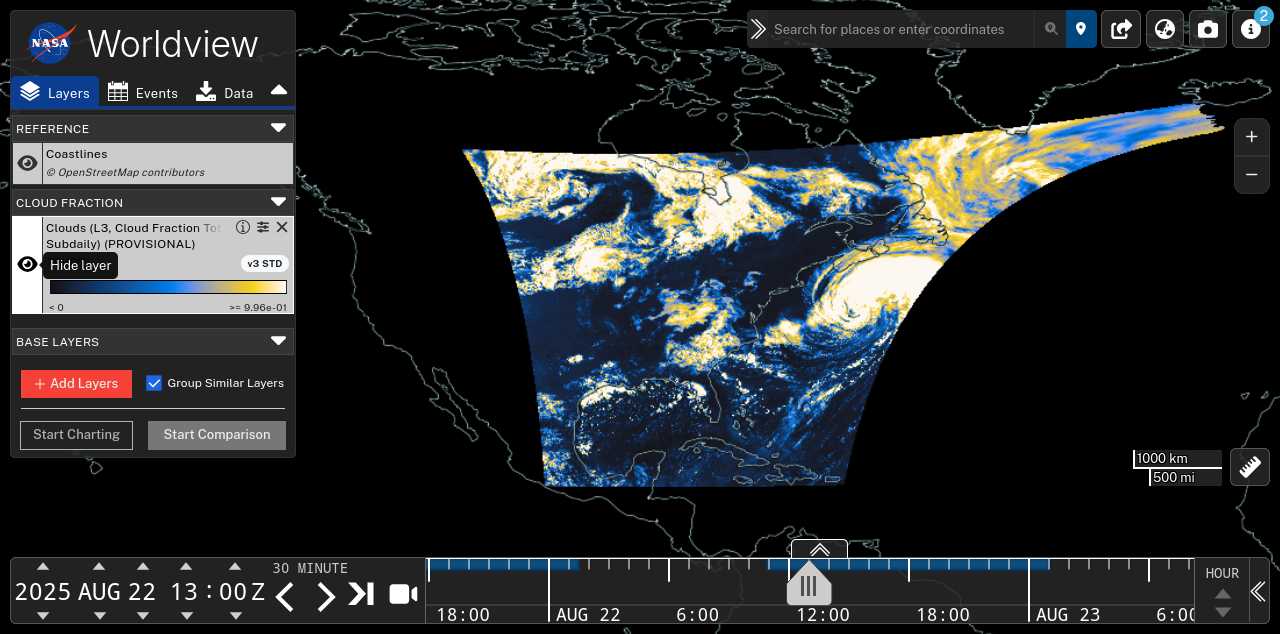 NASA
Worldview
Search for places or enter coordinates
2
Layers
Events
Data
REFERENCE
Coastlines
© OpenStreetMap contributors
CLOUD FRACTION
Clouds (L3, Cloud Fraction Tot
Subdaily) (PROVISIONAL)
Hide layer
v3 STD
< 0
>= 9.96e-01
BASE LAYERS
+ Add Layers
Group Similar Layers
Start Charting
Start Comparison
+
−
1000 km
500 mi
2025 AUG 22 13 : 00 Z
30 MINUTE
18:00
AUG 22
6:00
12:00
18:00
AUG 23
6:00
HOUR